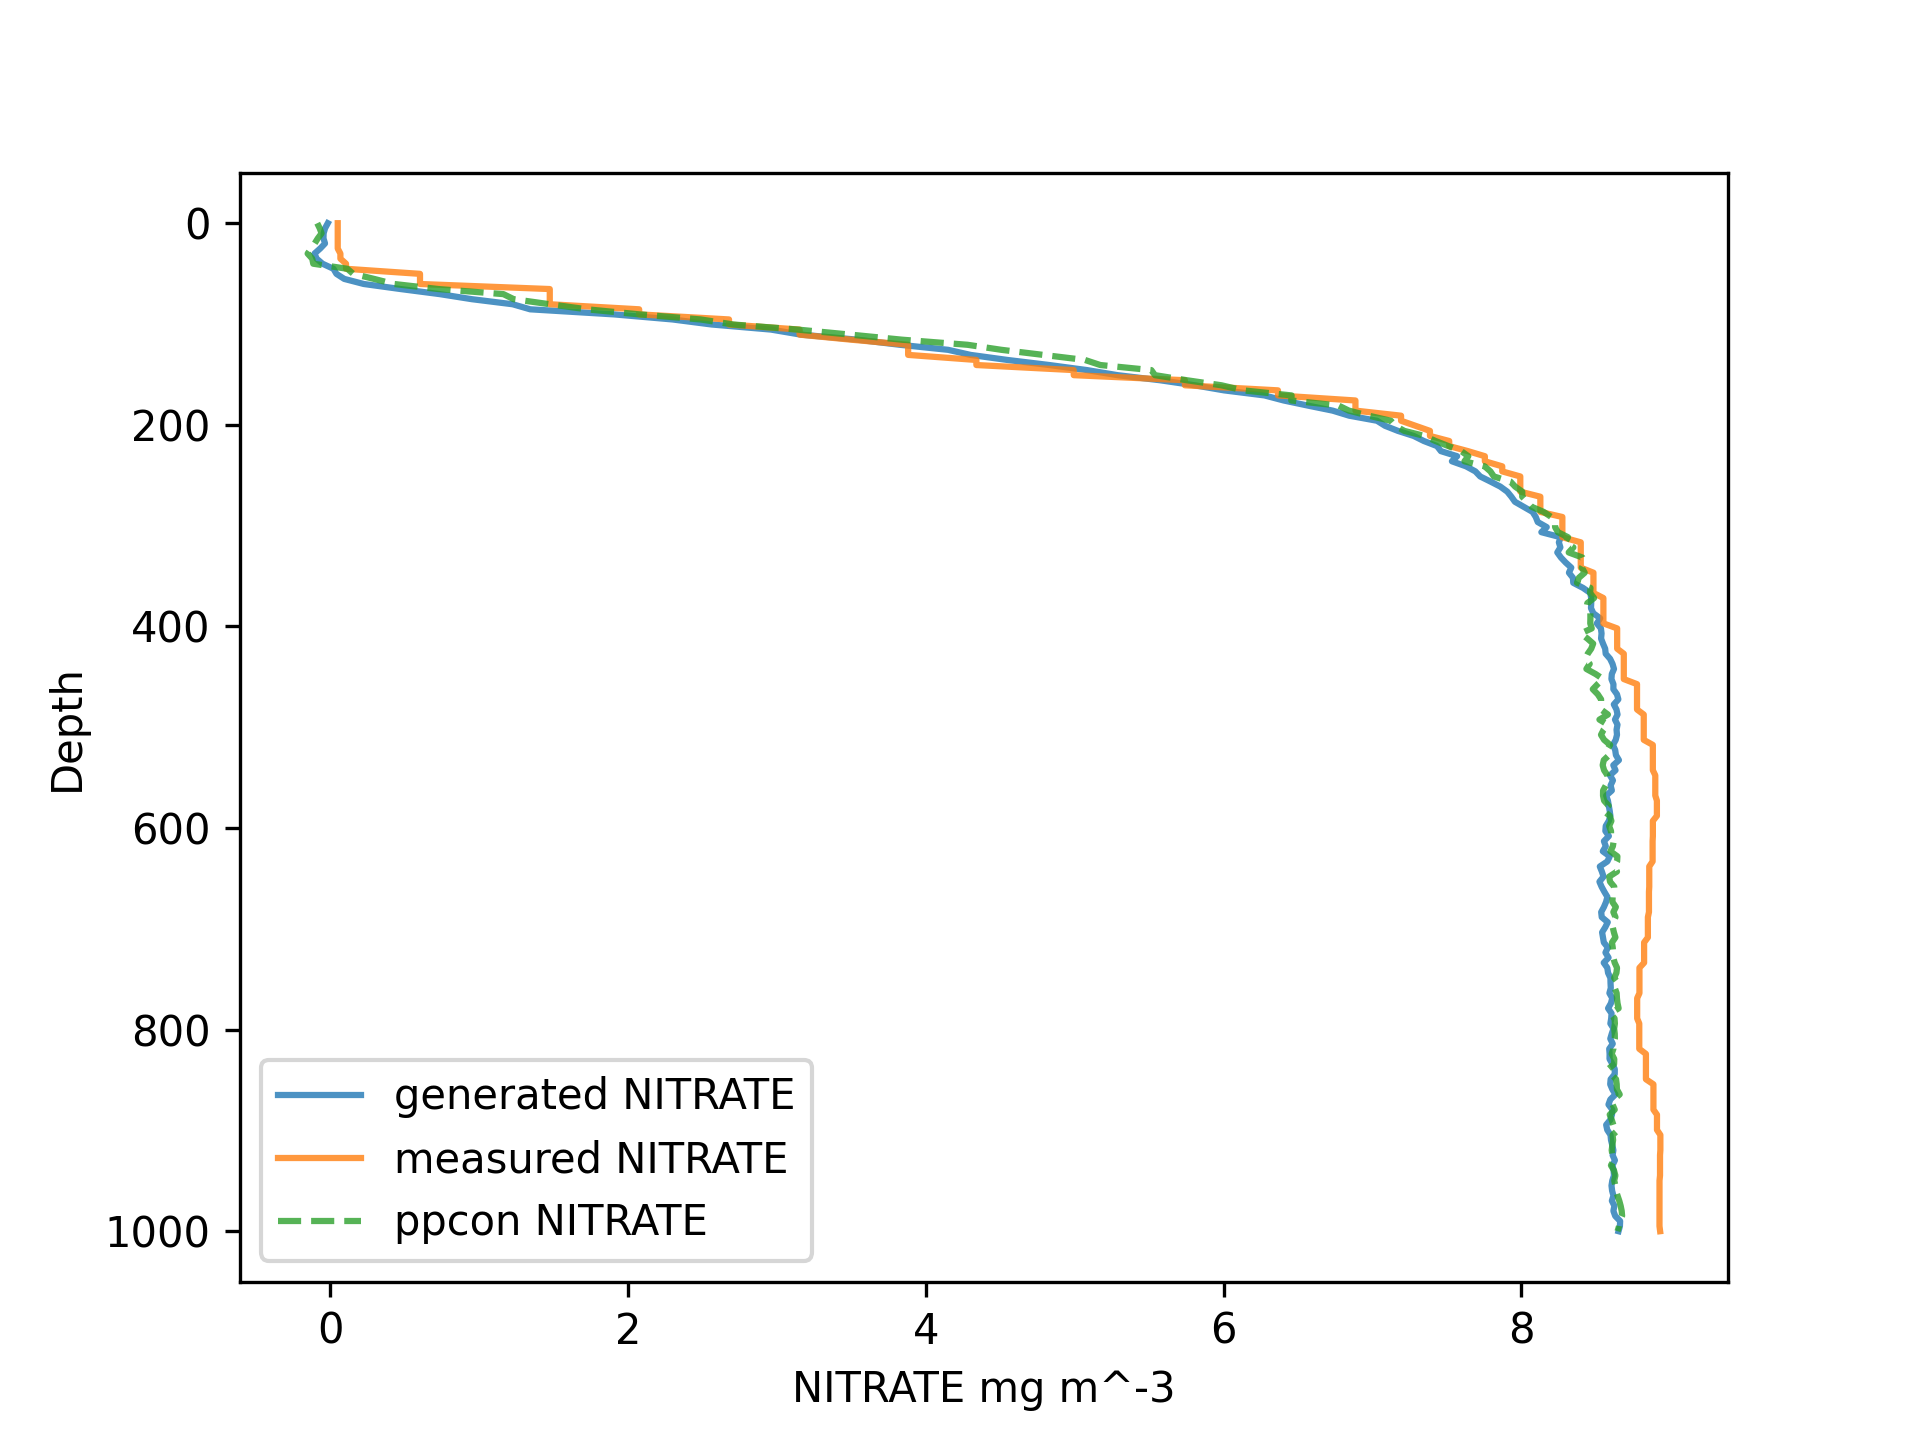 0
200
400
600
800
1000
Depth
generated NITRATE
measured NITRATE
ppcon NITRATE
0 2 4 6 8
NITRATE mg m^-3